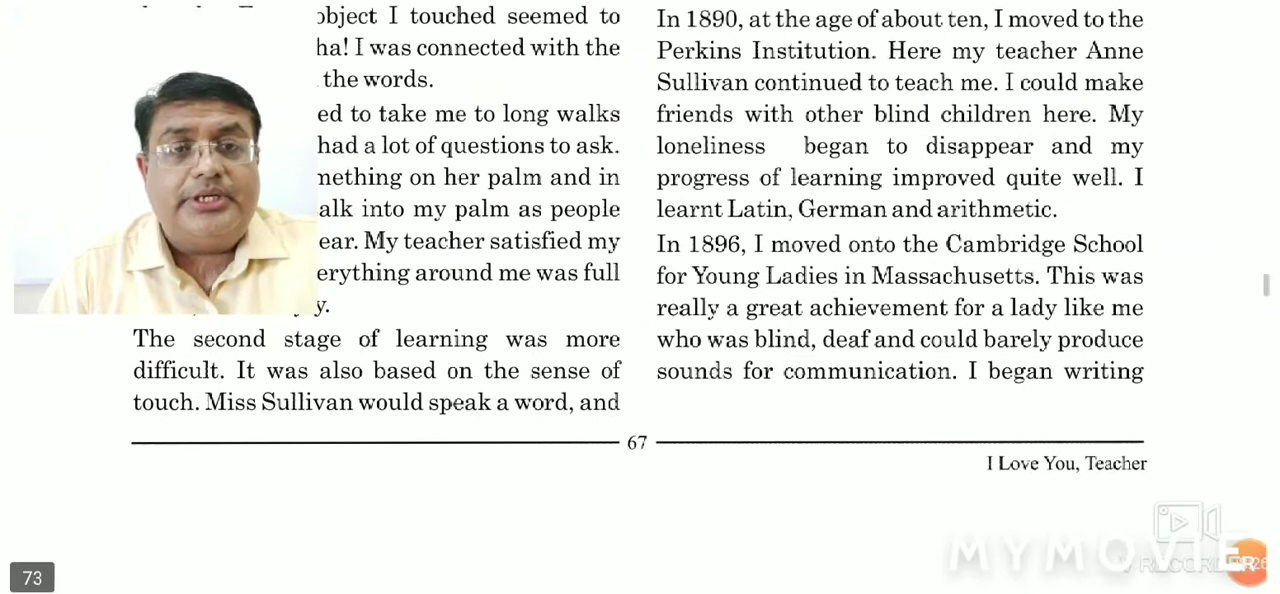 object I touched seemed to
ha! I was connected with the
the words.
ed to take me to long walks
had a lot of questions to ask.
mething on her palm and in
alk into my palm as people
ear. My teacher satisfied my
erything around me was full
y.
The second stage of learning was more
difficult. It was also based on the sense of
touch. Miss Sullivan would speak a word, and
In 1890, at the age of about ten, I moved to the
Perkins Institution. Here my teacher Anne
Sullivan continued to teach me. I could make
friends with other blind children here. My
loneliness began to disappear and my
progress of learning improved quite well. I
learnt Latin, German and arithmetic.
In 1896, I moved onto the Cambridge School
for Young Ladies in Massachusetts. This was
really a great achievement for a lady like me
who was blind, deaf and could barely produce
sounds for communication. I began writing
67
I Love You, Teacher
73
MYMOVIE